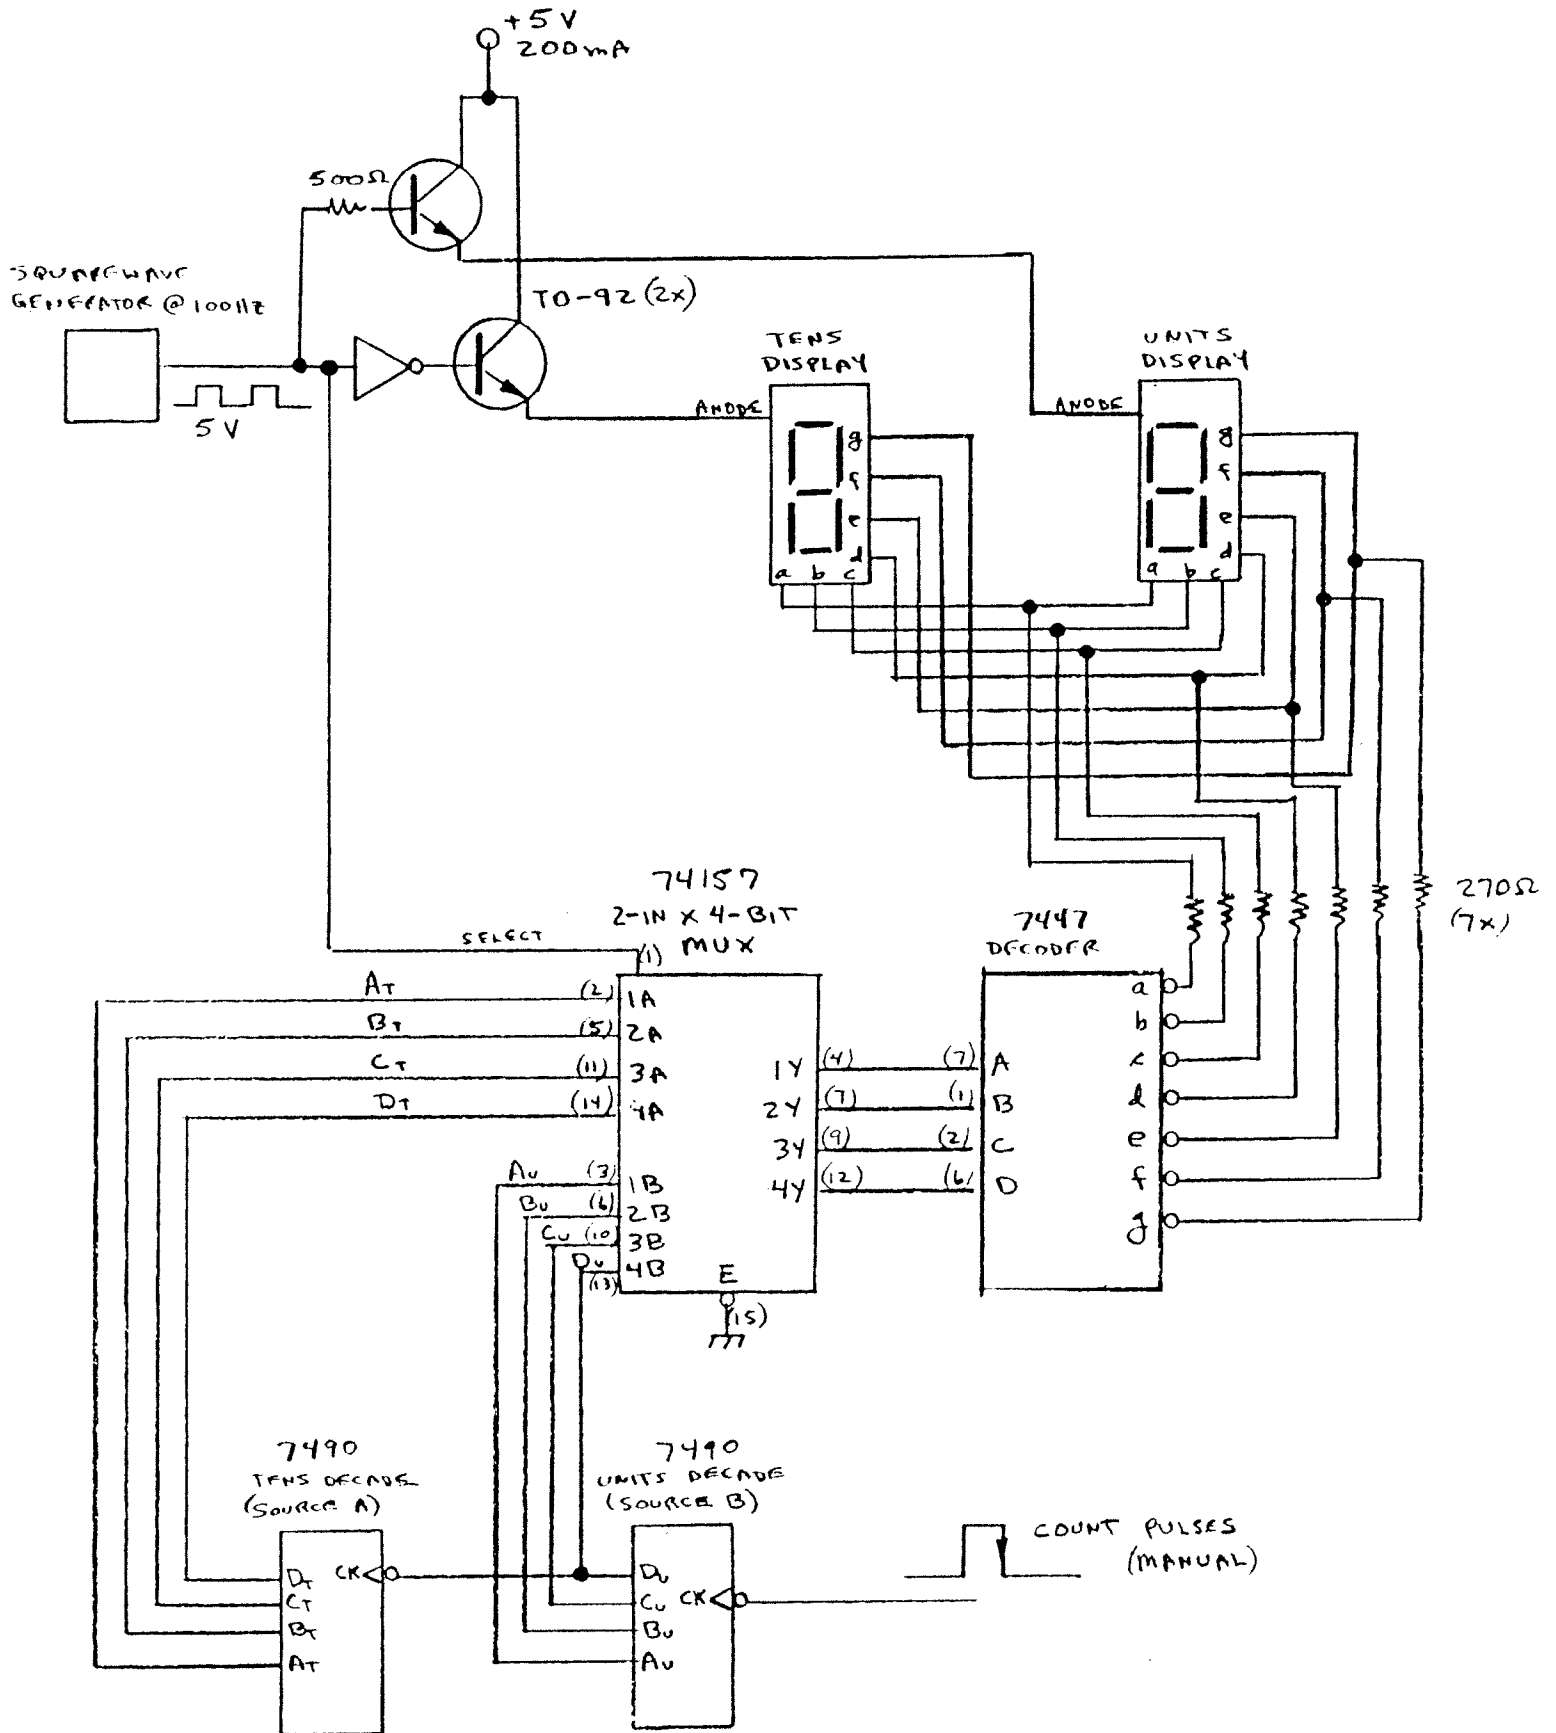 +5 V
200mA
500Ω
SQUAREWAVE
GENERATOR @ 100HZ
5 V
TO-92 (2x)
TENS
DISPLAY
ANODE
g
f
e
d
a b c
UNITS
DISPLAY
ANODE
g
f
e
d
a b c
270Ω
(7x)
74157
2-IN X 4-BIT
MUX
SELECT
(1)
AT (2) 1A
BT (5) 2A
CT (11) 3A
DT (14) 4A
AU (3) 1B
BU (6) 2B
CU (10) 3B
DU (13) 4B
1Y (4) (7) A
2Y (7) (1) B
3Y (9) (2) C
4Y (12) (6) D
E
(15)
7447
DECODER
a
b
c
d
e
f
g
7490
TENS DECADE
(SOURCE A)
DT CK
CT
BT
AT
7490
UNITS DECADE
(SOURCE B)
DU
CU CK
BU
AU
COUNT PULSES
(MANUAL)